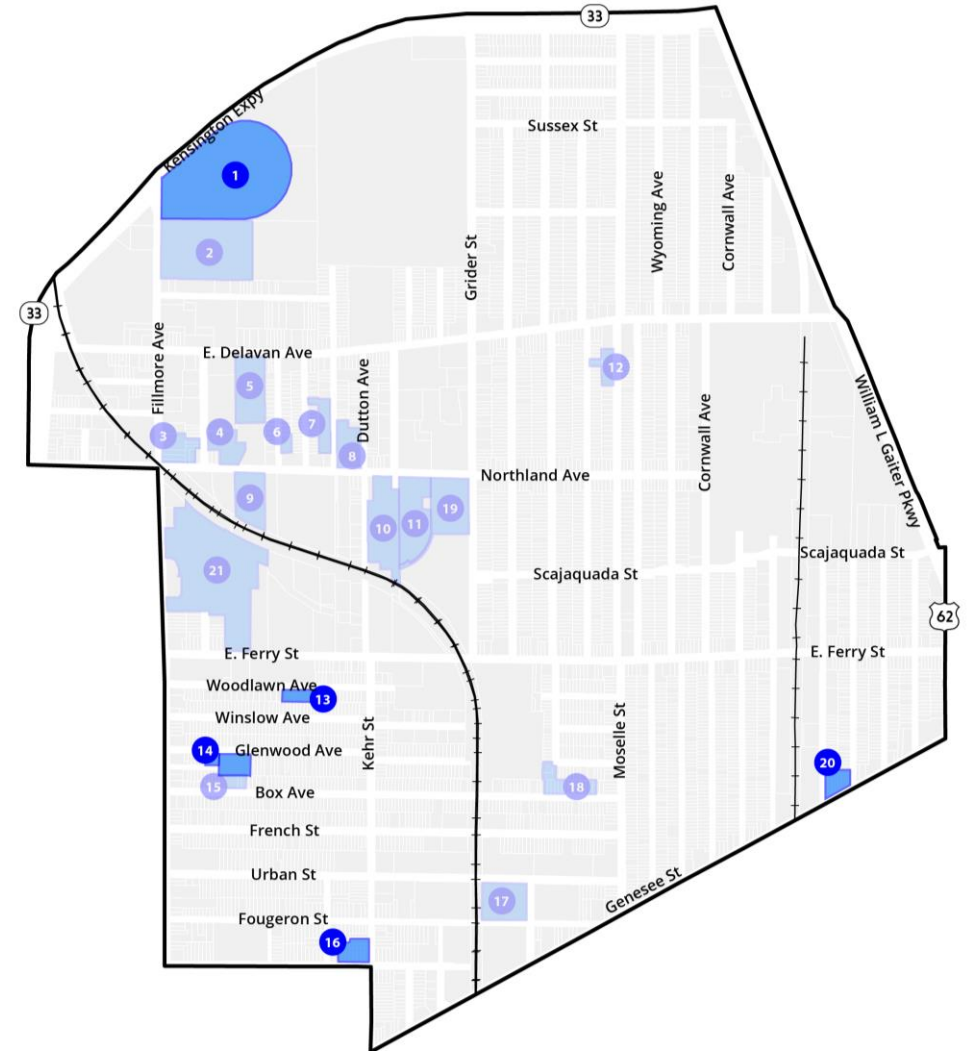 33
Kensington Expy
Sussex St
1
Wyoming Ave
Cornwall Ave
Grider St
2
33
Fillmore Ave
E. Delavan Ave
12
5
Dutton Ave
William L Gaiter Pkwy
Cornwall Ave
3
4
6
7
8
Northland Ave
9
10
11
19
Scajaquada St
21
Scajaquada St
62
E. Ferry St
E. Ferry St
Woodlawn Ave
13
Winslow Ave
Kehr St
Moselle St
14
Glenwood Ave
20
15
Box Ave
18
French St
Urban St
Genesee St
17
Fougeron St
16